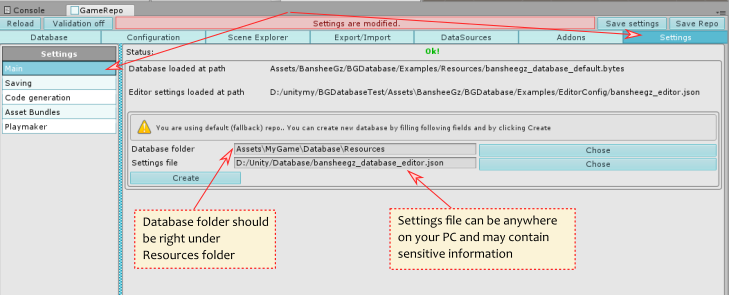 Console
GameRepo
Reload
Validation off
Settings are modified.
Save settings
Save Repo
Database
Configuration
Scene Explorer
Export/Import
DataSources
Addons
Settings
Settings
Main
Saving
Code generation
Asset Bundles
Playmaker
Status:
Ok!
Database loaded at path
Assets/BansheeGz/BGDatabase/Examples/Resources/bansheegz_database_default.bytes
Editor settings loaded at path
D:/unitymy/BGDatabaseTest/Assets\BansheeGz/BGDatabase/Examples/EditorConfig/bansheegz_editor.json
You are using default (fallback) repo.. You can create new database by filling following fields and by clicking Create
Database folder
Assets\MyGame\Database\Resources
Chose
Settings file
D:/Unity/Database/bansheegz_database_editor.json
Chose
Create
Database folder should
be right under
Resources folder
Settings file can be anywhere
on your PC and may contain
sensitive information